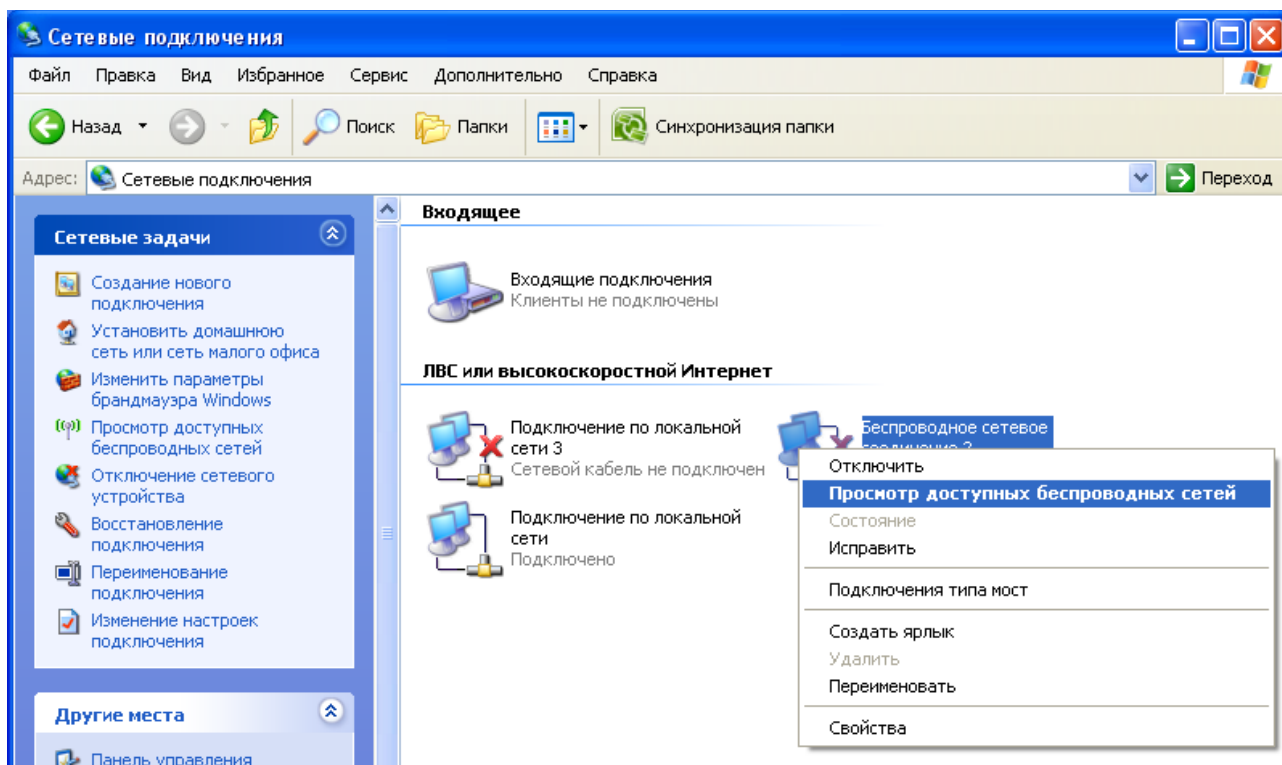 Сетевые подключения
Файл Правка Вид Избранное Сервис Дополнительно Справка
Назад Поиск Папки Синхронизация папки
Адрес: Сетевые подключения Переход
Сетевые задачи
Создание нового
подключения
Установить домашнюю
сеть или сеть малого офиса
Изменить параметры
брандмауэра Windows
Просмотр доступных
беспроводных сетей
Отключение сетевого
устройства
Восстановление
подключения
Переименование
подключения
Изменение настроек
подключения
Другие места
Панель управления
Входящее
Входящие подключения
Клиенты не подключены
ЛВС или высокоскоростной Интернет
Подключение по локальной
сети 3
Сетевой кабель не подключен
Беспроводное сетевое
Подключение по локальной
сети
Подключено
Отключить
Просмотр доступных беспроводных сетей
Состояние
Исправить
Подключения типа мост
Создать ярлык
Удалить
Переименовать
Свойства